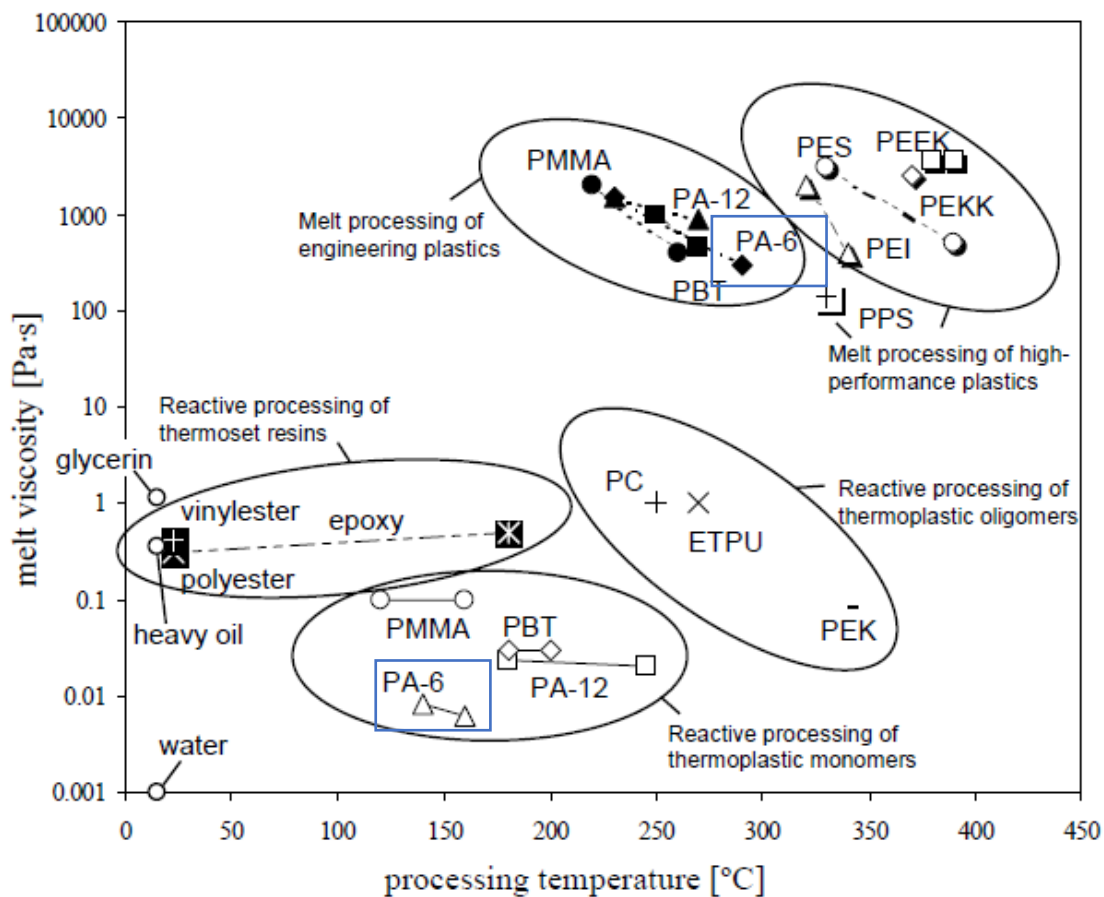 100000
10000
1000
100
10
1
0.1
0.01
0.001
melt viscosity [Pa·s]
0
50
100
150
200
250
300
350
400
450
processing temperature [°C]
PMMA
PA-12
PA-6
PBT
Melt processing of
engineering plastics
PES
PEEK
PEKK
PEI
PPS
Melt processing of high-
performance plastics
Reactive processing of
thermoset resins
glycerin
vinylester
epoxy
polyester
heavy oil
PC
ETPU
PEK
Reactive processing of
thermoplastic oligomers
PMMA
PBT
PA-6
PA-12
Reactive processing of
thermoplastic monomers
water